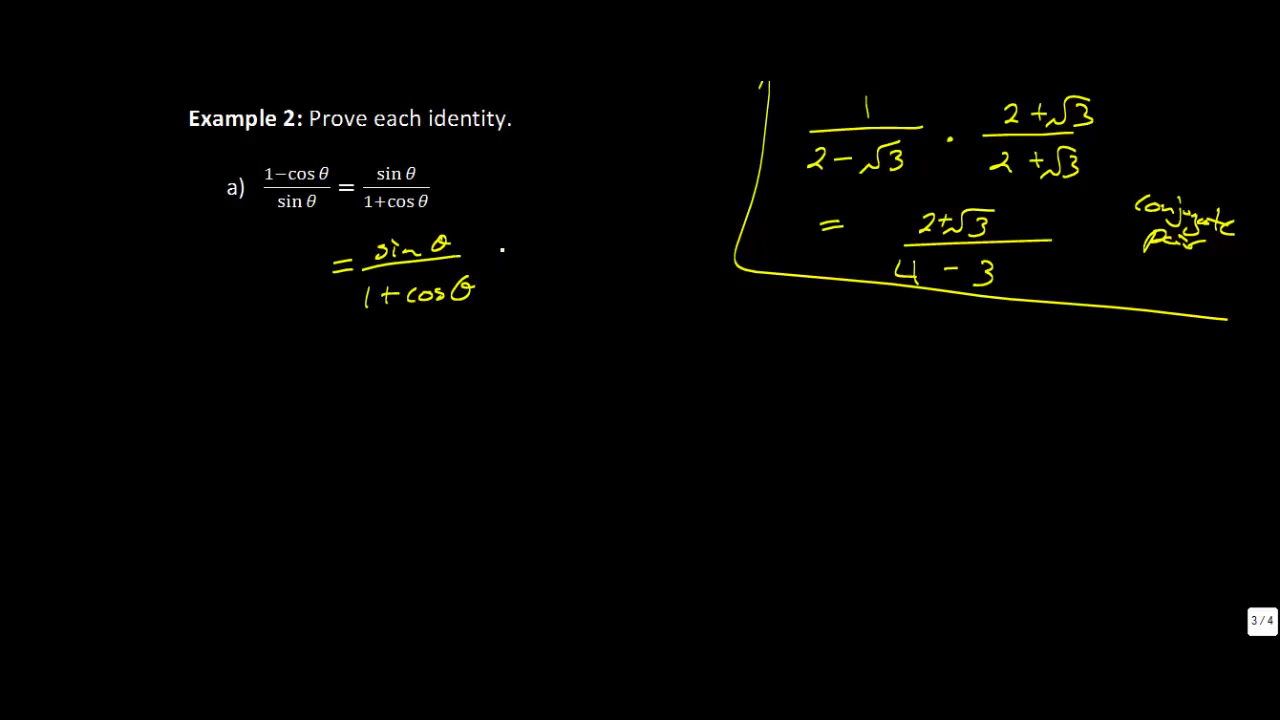 Example 2: Prove each identity.
a) (1−cos θ)/(sin θ) = (sin θ)/(1+cos θ)
= (sin θ)/(1 + cos θ) ·
1/(2 − √3) · (2 + √3)/(2 + √3)
= (2+√3)/(4 − 3)
conjugate
pair
3 / 4